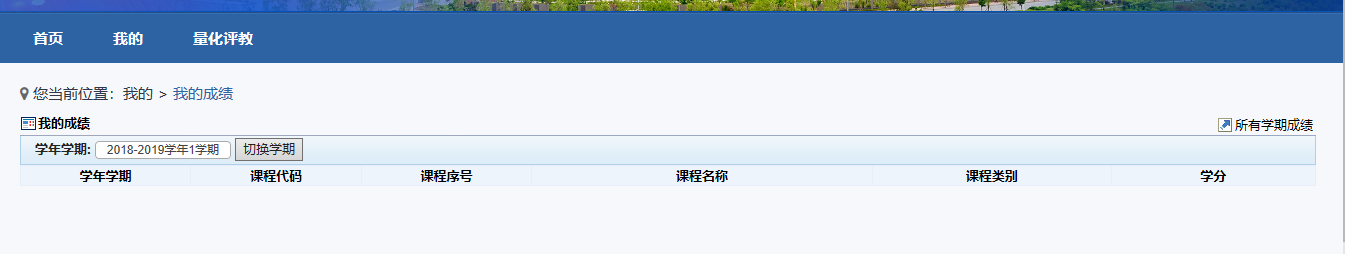 首页 我的 量化评教
您当前位置：我的 > 我的成绩
我的成绩 所有学期成绩
学年学期: 2018-2019学年1学期 切换学期
学年学期 课程代码 课程序号 课程名称 课程类别 学分